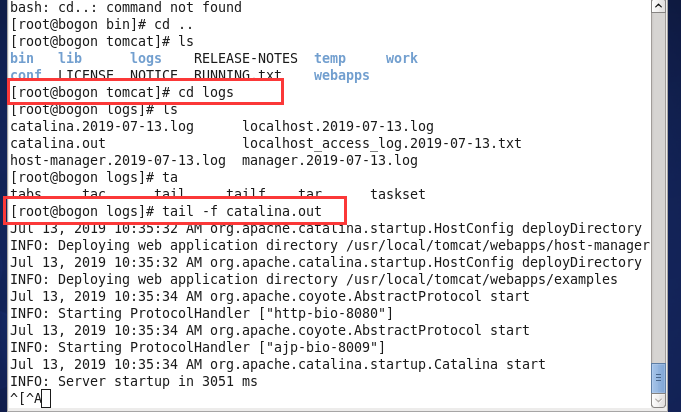 bash: cd..: command not found
[root@bogon bin]# cd ..
[root@bogon tomcat]# ls
bin   lib      logs    RELEASE-NOTES  temp     work
conf  LICENSE  NOTICE  RUNNING.txt    webapps
[root@bogon tomcat]# cd logs
[root@bogon logs]# ls
catalina.2019-07-13.log      localhost.2019-07-13.log
catalina.out                 localhost_access_log.2019-07-13.txt
host-manager.2019-07-13.log  manager.2019-07-13.log
[root@bogon logs]# ta
tabs     tac      tail     tailf    tar      taskset
[root@bogon logs]# tail -f catalina.out
Jul 13, 2019 10:35:32 AM org.apache.catalina.startup.HostConfig deployDirectory
INFO: Deploying web application directory /usr/local/tomcat/webapps/host-manager
Jul 13, 2019 10:35:32 AM org.apache.catalina.startup.HostConfig deployDirectory
INFO: Deploying web application directory /usr/local/tomcat/webapps/examples
Jul 13, 2019 10:35:34 AM org.apache.coyote.AbstractProtocol start
INFO: Starting ProtocolHandler ["http-bio-8080"]
Jul 13, 2019 10:35:34 AM org.apache.coyote.AbstractProtocol start
INFO: Starting ProtocolHandler ["ajp-bio-8009"]
Jul 13, 2019 10:35:34 AM org.apache.catalina.startup.Catalina start
INFO: Server startup in 3051 ms
^[^A